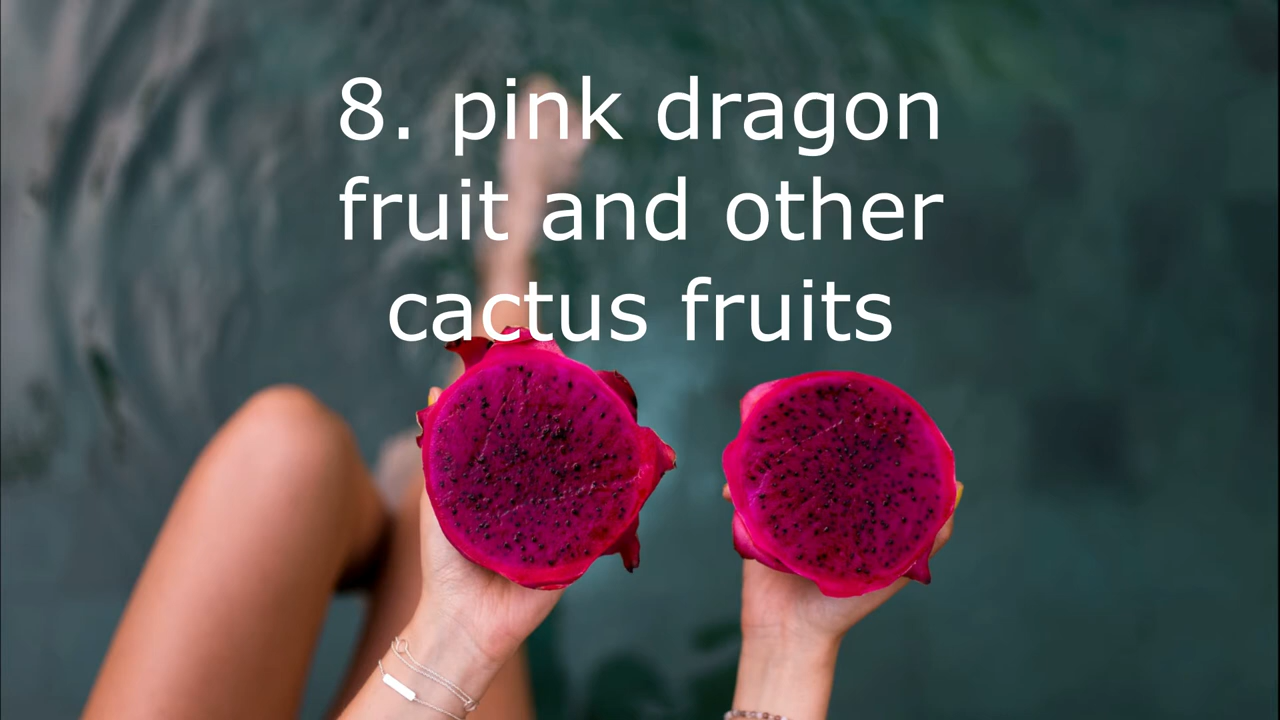 8. pink dragon
fruit and other
cactus fruits